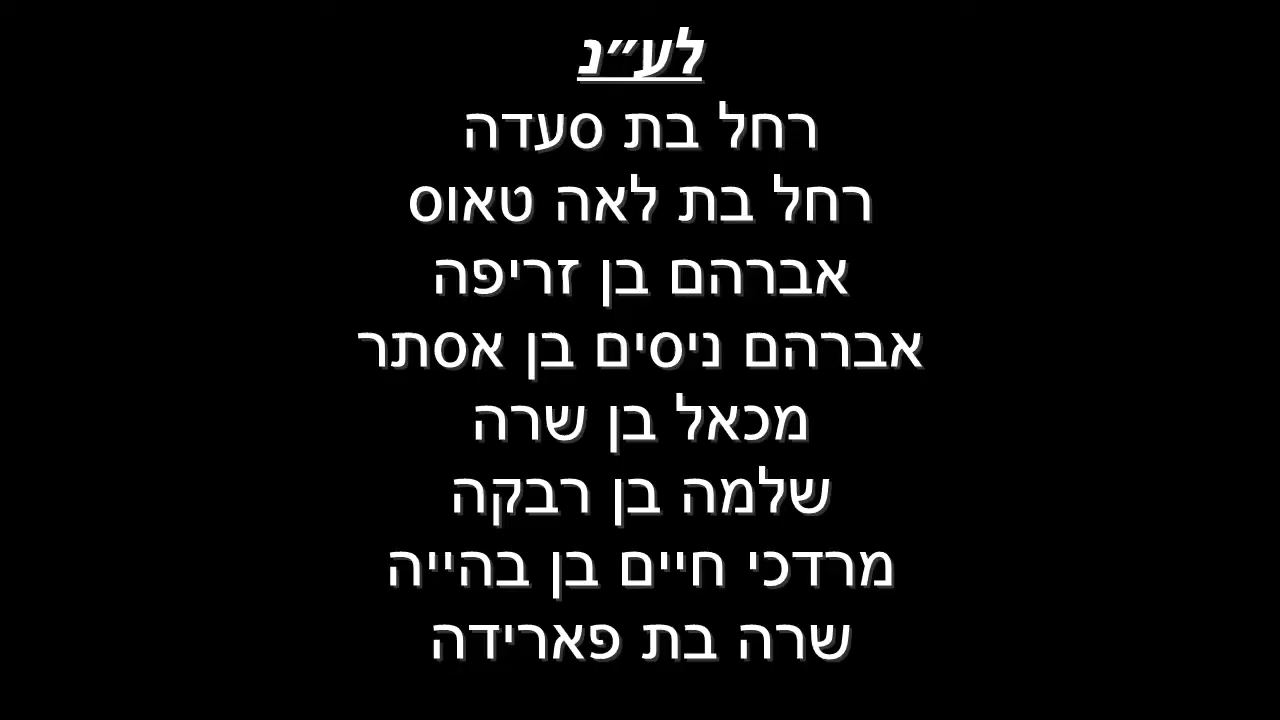 לע״נ
רחל בת סעדה
רחל בת לאה טאוס
אברהם בן זריפה
אברהם ניסים בן אסתר
מכאל בן שרה
שלמה בן רבקה
מרדכי חיים בן בהייה
שרה בת פארידה